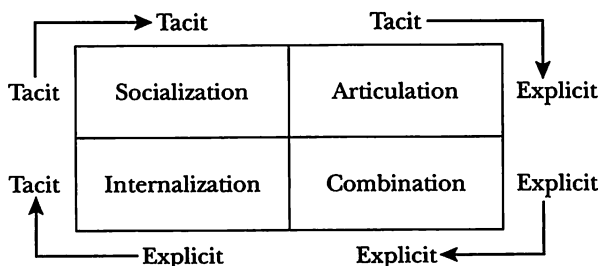 Tacit Tacit
Tacit Socialization Articulation Explicit
Tacit Internalization Combination Explicit
Explicit Explicit